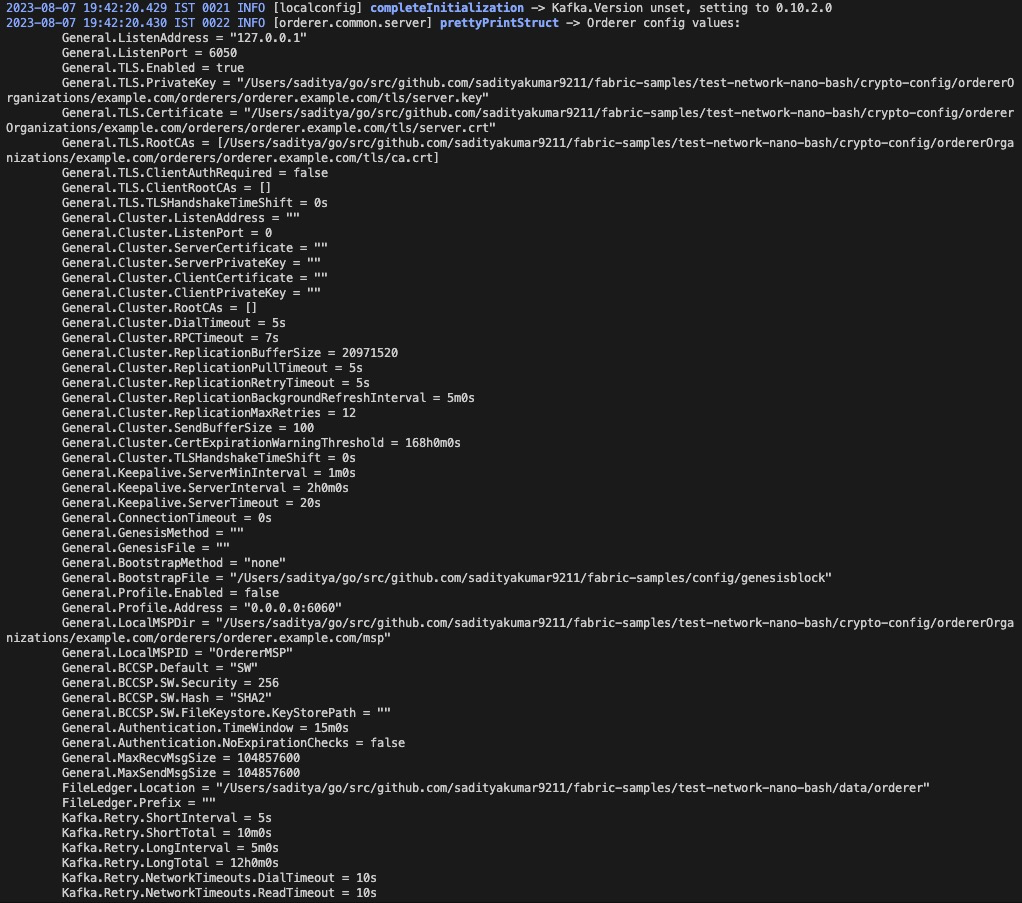 2023-08-07 19:42:20.429 IST 0021 INFO [localconfig] completeInitialization -> Kafka.Version unset, setting to 0.10.2.0
2023-08-07 19:42:20.430 IST 0022 INFO [orderer.common.server] prettyPrintStruct -> Orderer config values:
General.ListenAddress = "127.0.0.1"
General.ListenPort = 6050
General.TLS.Enabled = true
General.TLS.PrivateKey = "/Users/saditya/go/src/github.com/sadityakumar9211/fabric-samples/test-network-nano-bash/crypto-config/ordererO
rganizations/example.com/orderers/orderer.example.com/tls/server.key"
General.TLS.Certificate = "/Users/saditya/go/src/github.com/sadityakumar9211/fabric-samples/test-network-nano-bash/crypto-config/orderer
Organizations/example.com/orderers/orderer.example.com/tls/server.crt"
General.TLS.RootCAs = [/Users/saditya/go/src/github.com/sadityakumar9211/fabric-samples/test-network-nano-bash/crypto-config/ordererOrga
nizations/example.com/orderers/orderer.example.com/tls/ca.crt]
General.TLS.ClientAuthRequired = false
General.TLS.ClientRootCAs = []
General.TLS.TLSHandshakeTimeShift = 0s
General.Cluster.ListenAddress = ""
General.Cluster.ListenPort = 0
General.Cluster.ServerCertificate = ""
General.Cluster.ServerPrivateKey = ""
General.Cluster.ClientCertificate = ""
General.Cluster.ClientPrivateKey = ""
General.Cluster.RootCAs = []
General.Cluster.DialTimeout = 5s
General.Cluster.RPCTimeout = 7s
General.Cluster.ReplicationBufferSize = 20971520
General.Cluster.ReplicationPullTimeout = 5s
General.Cluster.ReplicationRetryTimeout = 5s
General.Cluster.ReplicationBackgroundRefreshInterval = 5m0s
General.Cluster.ReplicationMaxRetries = 12
General.Cluster.SendBufferSize = 100
General.Cluster.CertExpirationWarningThreshold = 168h0m0s
General.Cluster.TLSHandshakeTimeShift = 0s
General.Keepalive.ServerMinInterval = 1m0s
General.Keepalive.ServerInterval = 2h0m0s
General.Keepalive.ServerTimeout = 20s
General.ConnectionTimeout = 0s
General.GenesisMethod = ""
General.GenesisFile = ""
General.BootstrapMethod = "none"
General.BootstrapFile = "/Users/saditya/go/src/github.com/sadityakumar9211/fabric-samples/config/genesisblock"
General.Profile.Enabled = false
General.Profile.Address = "0.0.0.0:6060"
General.LocalMSPDir = "/Users/saditya/go/src/github.com/sadityakumar9211/fabric-samples/test-network-nano-bash/crypto-config/ordererOrga
nizations/example.com/orderers/orderer.example.com/msp"
General.LocalMSPID = "OrdererMSP"
General.BCCSP.Default = "SW"
General.BCCSP.SW.Security = 256
General.BCCSP.SW.Hash = "SHA2"
General.BCCSP.SW.FileKeystore.KeyStorePath = ""
General.Authentication.TimeWindow = 15m0s
General.Authentication.NoExpirationChecks = false
General.MaxRecvMsgSize = 104857600
General.MaxSendMsgSize = 104857600
FileLedger.Location = "/Users/saditya/go/src/github.com/sadityakumar9211/fabric-samples/test-network-nano-bash/data/orderer"
FileLedger.Prefix = ""
Kafka.Retry.ShortInterval = 5s
Kafka.Retry.ShortTotal = 10m0s
Kafka.Retry.LongInterval = 5m0s
Kafka.Retry.LongTotal = 12h0m0s
Kafka.Retry.NetworkTimeouts.DialTimeout = 10s
Kafka.Retry.NetworkTimeouts.ReadTimeout = 10s